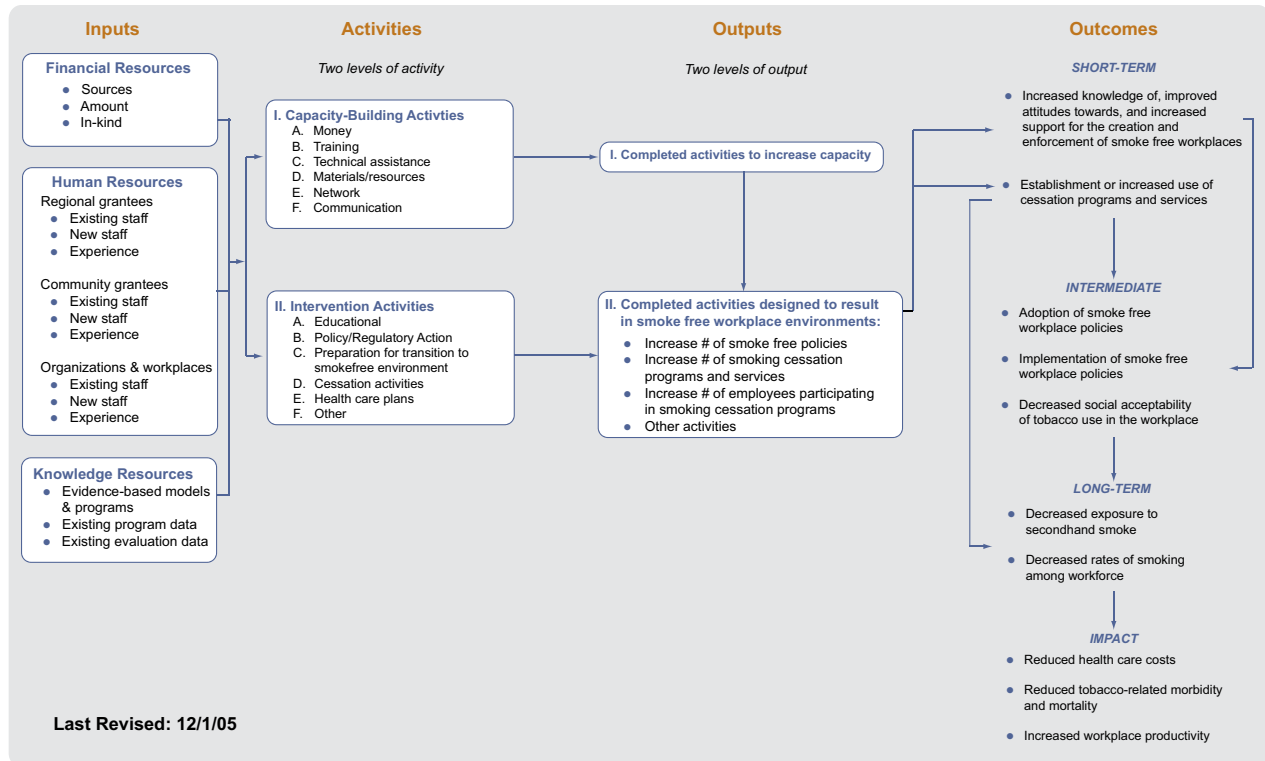 Inputs
Financial Resources
● Sources
● Amount
● In-kind
Human Resources
Regional grantees
● Existing staff
● New staff
● Experience
Community grantees
● Existing staff
● New staff
● Experience
Organizations & workplaces
● Existing staff
● New staff
● Experience
Knowledge Resources
● Evidence-based models
& programs
● Existing program data
● Existing evaluation data
Activities
Two levels of activity
I. Capacity-Building Activties
A. Money
B. Training
C. Technical assistance
D. Materials/resources
E. Network
F. Communication
II. Intervention Activities
A. Educational
B. Policy/Regulatory Action
C. Preparation for transition to
smokefree environment
D. Cessation activities
E. Health care plans
F. Other
Outputs
Two levels of output
I. Completed activities to increase capacity
II. Completed activities designed to result
in smoke free workplace environments:
● Increase # of smoke free policies
● Increase # of smoking cessation
programs and services
● Increase # of employees participating
in smoking cessation programs
● Other activities
Outcomes
SHORT-TERM
● Increased knowledge of, improved
attitudes towards, and increased
support for the creation and
enforcement of smoke free workplaces
● Establishment or increased use of
cessation programs and services
INTERMEDIATE
● Adoption of smoke free
workplace policies
● Implementation of smoke free
workplace policies
● Decreased social acceptability
of tobacco use in the workplace
LONG-TERM
● Decreased exposure to
secondhand smoke
● Decreased rates of smoking
among workforce
IMPACT
● Reduced health care costs
● Reduced tobacco-related morbidity
and mortality
● Increased workplace productivity
Last Revised: 12/1/05